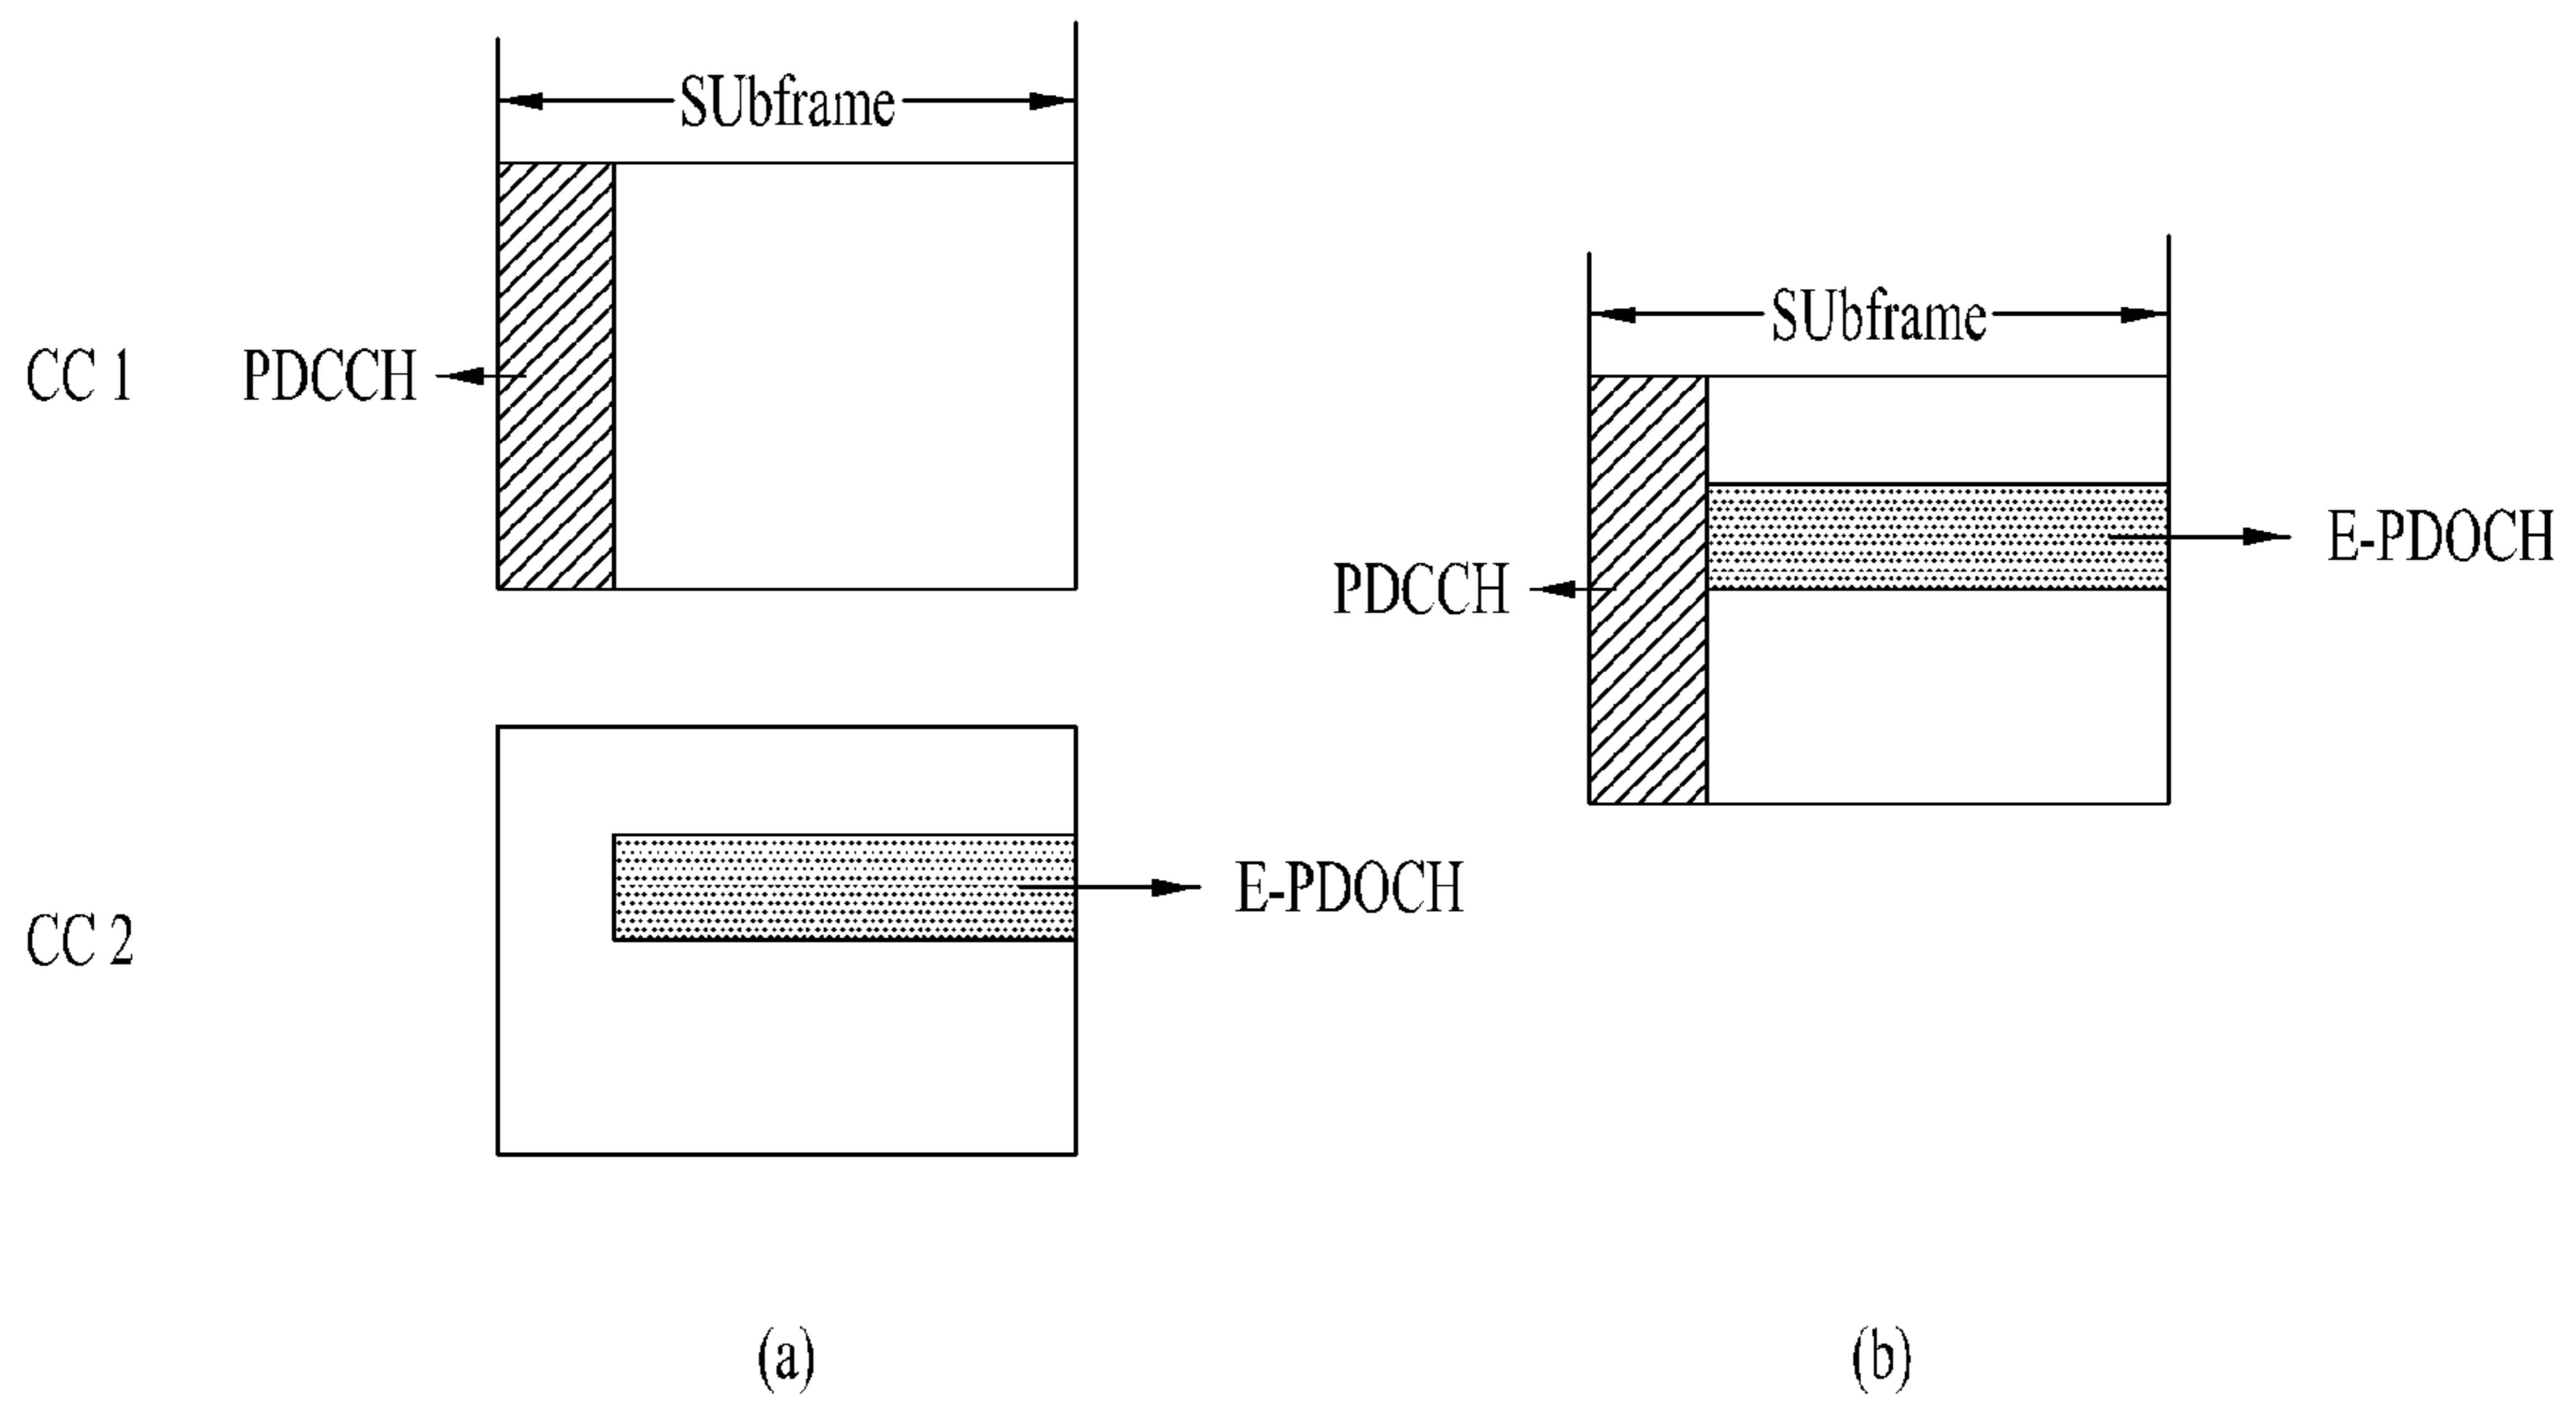 SUbframe
CC 1
PDCCH
CC 2
E-PDOCH
(a)
SUbframe
PDCCH
E-PDOCH
(b)